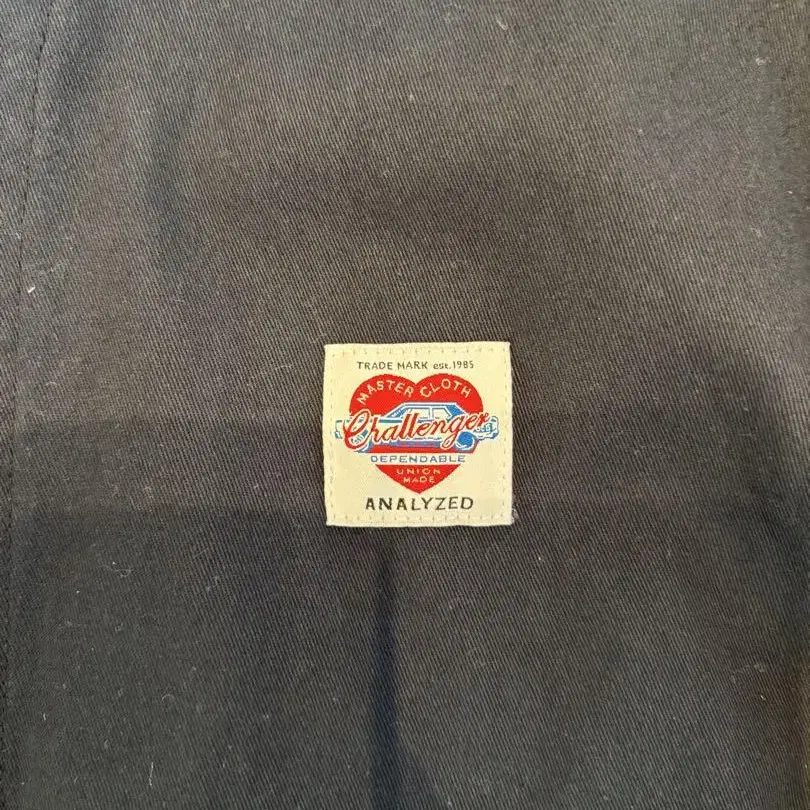 TRADE MARK est.1985
MASTER CLOTH
Challenger
DEPENDABLE
UNION
MADE
ANALYZED